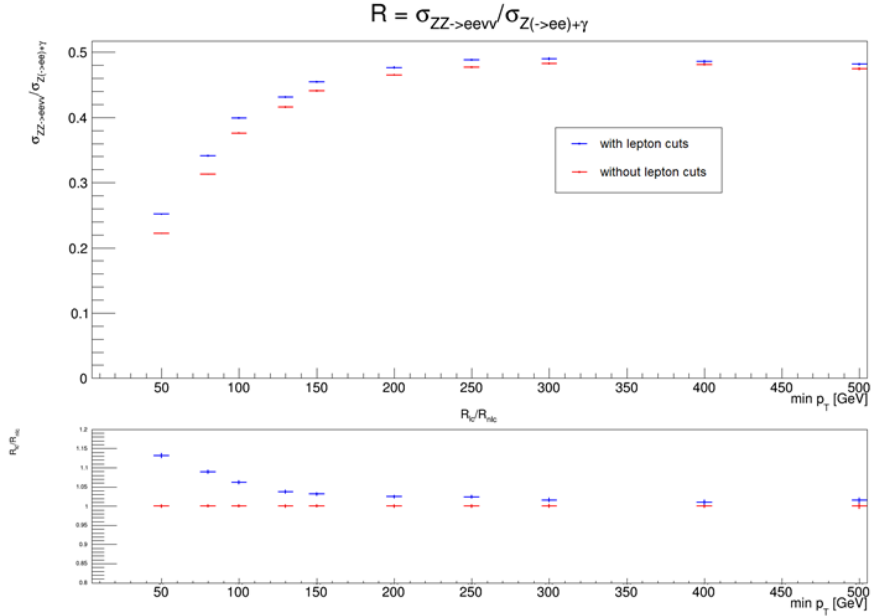 R = σZZ->eevv/σZ(->ee)+γ
σZZ->eevv/σZ(->ee)+γ
0.5
0.4
0.3
0.2
0.1
0
with lepton cuts
without lepton cuts
50 100 150 200 250 300 350 400 450 500
min pT [GeV]
Rlc/Rnlc
Rlc/Rnlc
1.2
1.15
1.1
1.05
1
0.95
0.9
0.85
0.8
50 100 150 200 250 300 350 400 450 500
min pT [GeV]